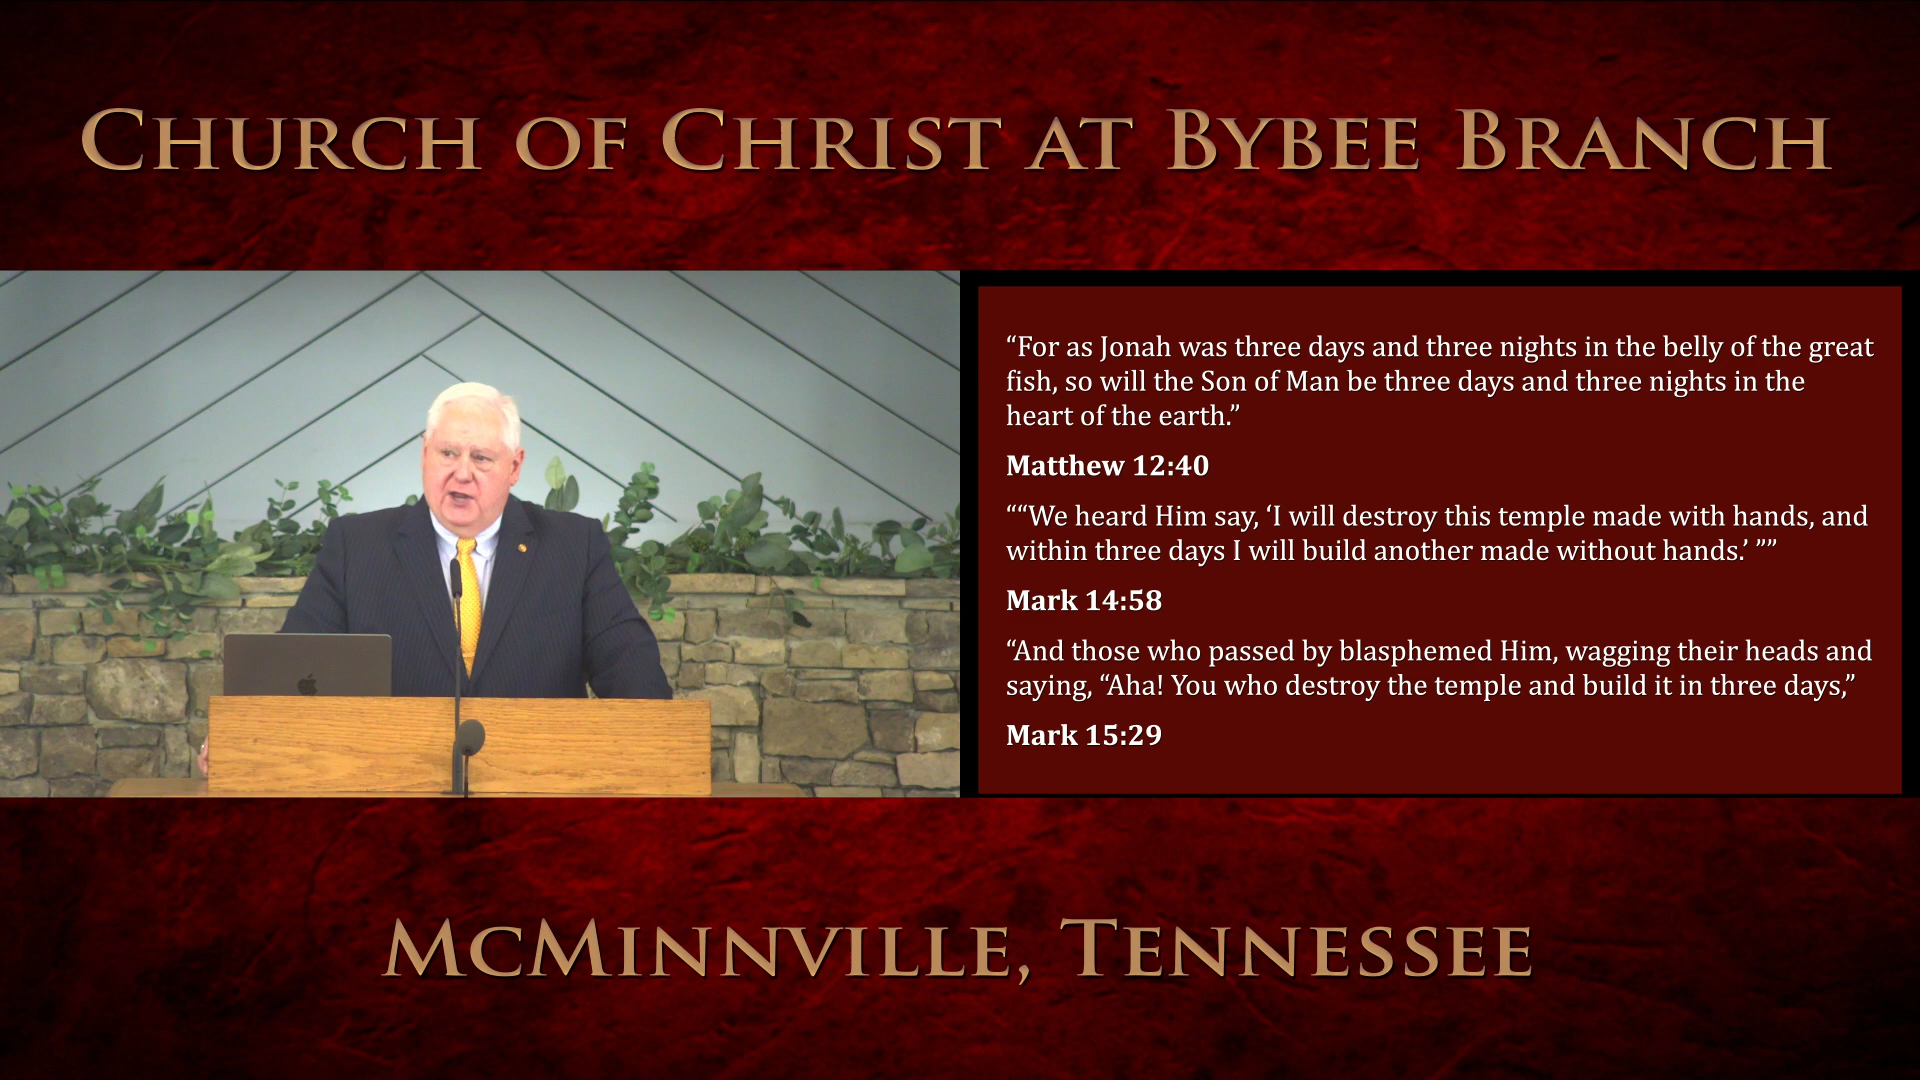 Church of Christ at Bybee Branch
“For as Jonah was three days and three nights in the belly of the great
fish, so will the Son of Man be three days and three nights in the
heart of the earth.”
Matthew 12:40
““We heard Him say, ‘I will destroy this temple made with hands, and
within three days I will build another made without hands.’ ””
Mark 14:58
“And those who passed by blasphemed Him, wagging their heads and
saying, “Aha! You who destroy the temple and build it in three days,”
Mark 15:29
McMinnville, Tennessee